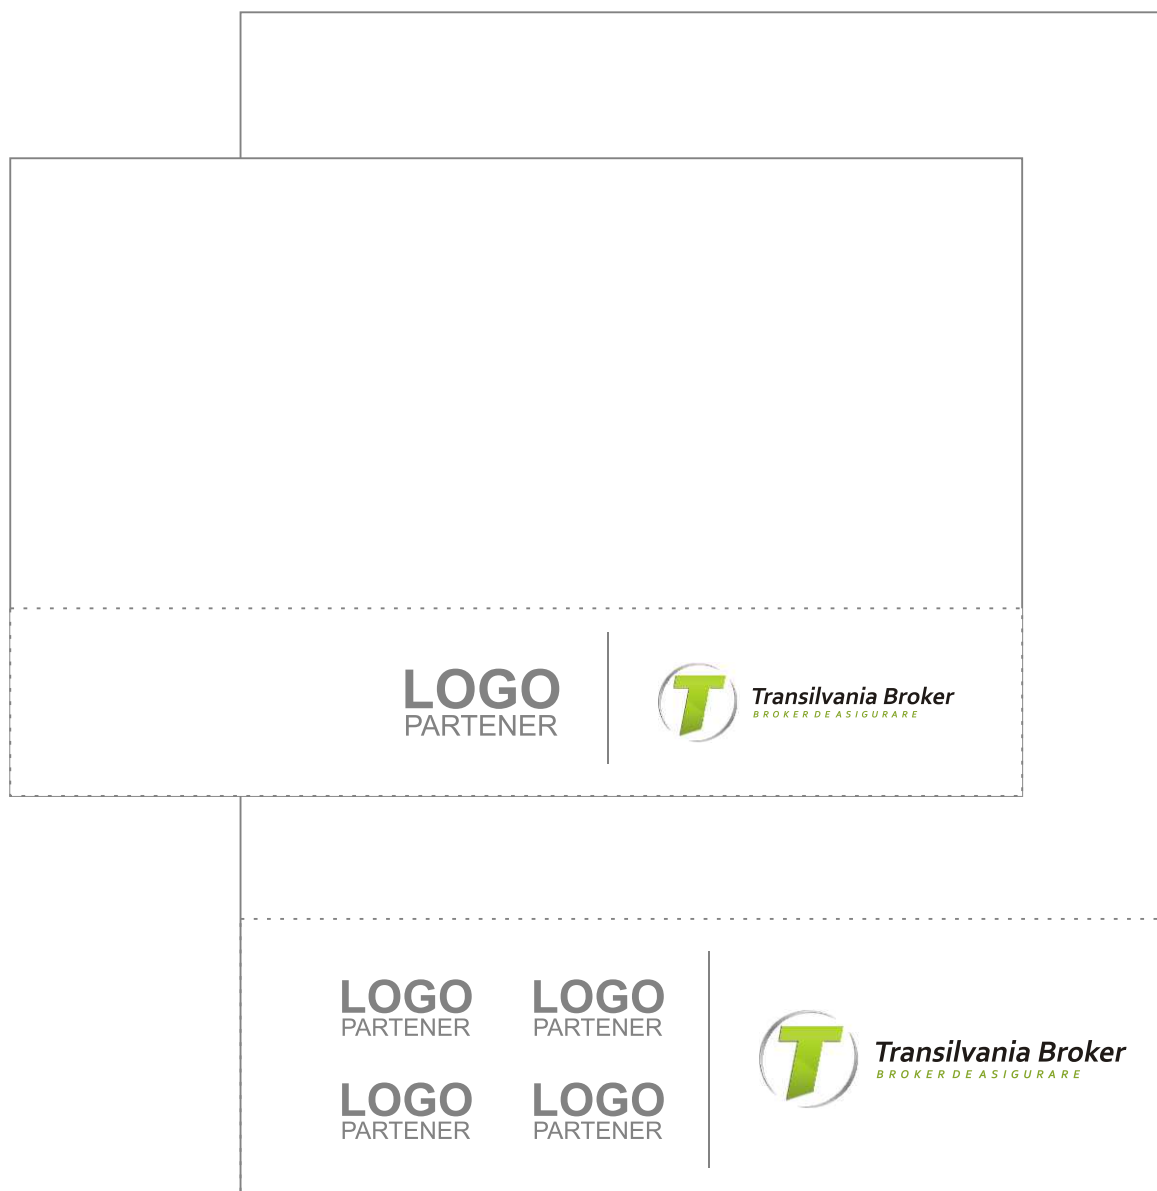 LOGO
PARTENER
Transilvania Broker
BROKER DE ASIGURARE
LOGO
PARTENER
LOGO
PARTENER
LOGO
PARTENER
LOGO
PARTENER
Transilvania Broker
BROKER DE ASIGURARE